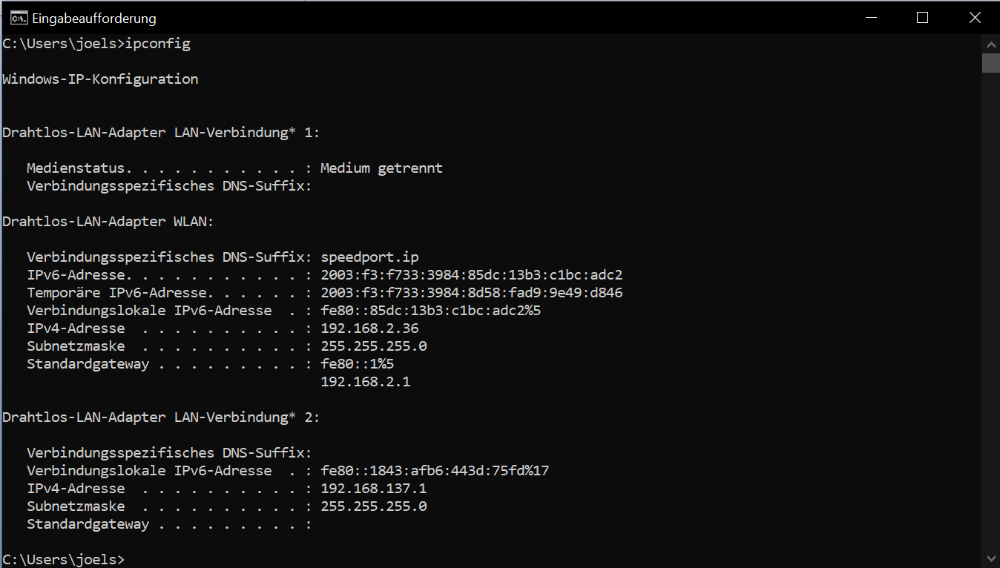 Eingabeaufforderung
C:\Users\joels>ipconfig
Windows-IP-Konfiguration
Drahtlos-LAN-Adapter LAN-Verbindung* 1:
Medienstatus. . . . . . . . . . . : Medium getrennt
Verbindungsspezifisches DNS-Suffix:
Drahtlos-LAN-Adapter WLAN:
Verbindungsspezifisches DNS-Suffix: speedport.ip
IPv6-Adresse. . . . . . . . . . . : 2003:f3:f733:3984:85dc:13b3:c1bc:adc2
Temporäre IPv6-Adresse. . . . . . : 2003:f3:f733:3984:8d58:fad9:9e49:d846
Verbindungslokale IPv6-Adresse  . : fe80::85dc:13b3:c1bc:adc2%5
IPv4-Adresse  . . . . . . . . . . : 192.168.2.36
Subnetzmaske  . . . . . . . . . . : 255.255.255.0
Standardgateway . . . . . . . . . : fe80::1%5
192.168.2.1
Drahtlos-LAN-Adapter LAN-Verbindung* 2:
Verbindungsspezifisches DNS-Suffix:
Verbindungslokale IPv6-Adresse  . : fe80::1843:afb6:443d:75fd%17
IPv4-Adresse  . . . . . . . . . . : 192.168.137.1
Subnetzmaske  . . . . . . . . . . : 255.255.255.0
Standardgateway . . . . . . . . . :
C:\Users\joels>